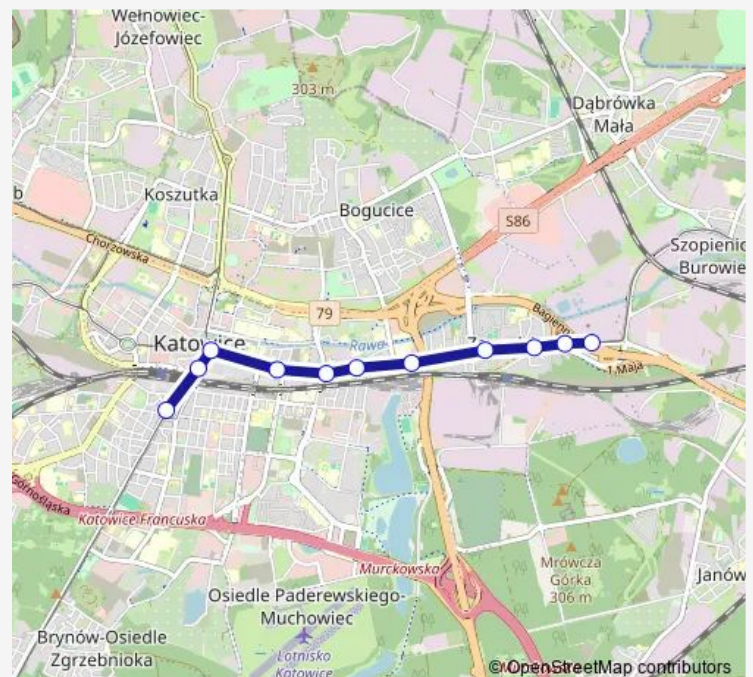 Wełnowiec-
Józefowiec
303 m
Dąbrówka
Mała
b
Koszutka
Bogucice
S86
Chorzowska
Szopienic
Burowie
79
Bagienn
Katowice
Rawa
1 Maja
Katowice Francuska
Murckowska
Mrówcza
Górka
306 m
Janów
Osiedle Paderewskiego-
Muchowiec
Brynów-Osiedle
Zgrzebnioka
Lotnisko
Katowice
© OpenStreetMap contributors